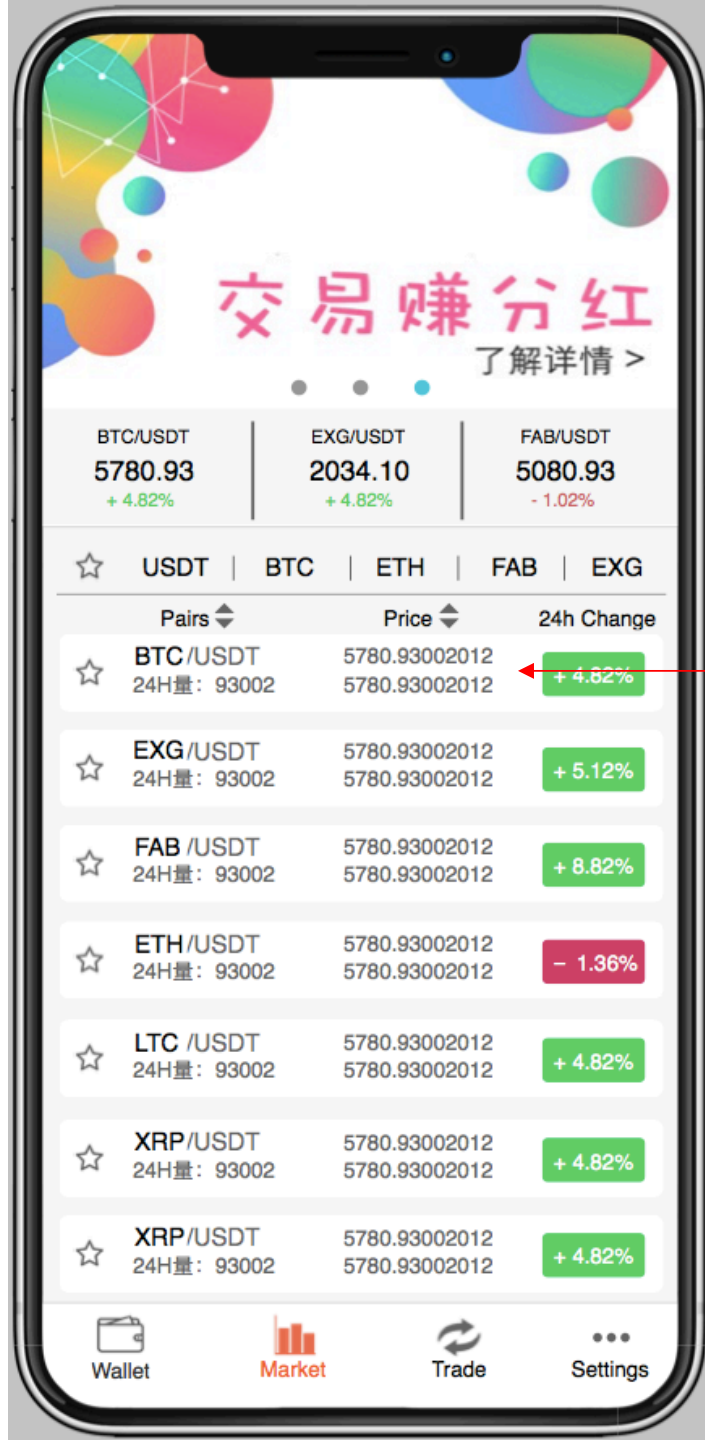 交易赚分红
了解详情 >
BTC/USDT EXG/USDT FAB/USDT
5780.93 2034.10 5080.93
+ 4.82% + 4.82% - 1.02%
USDT | BTC | ETH | FAB | EXG
Pairs Price 24h Change
BTC/USDT 5780.93002012
24H量： 93002 5780.93002012 + 4.82%
EXG/USDT 5780.93002012
24H量： 93002 5780.93002012 + 5.12%
FAB /USDT 5780.93002012
24H量： 93002 5780.93002012 + 8.82%
ETH/USDT 5780.93002012
24H量： 93002 5780.93002012 – 1.36%
LTC /USDT 5780.93002012
24H量： 93002 5780.93002012 + 4.82%
XRP/USDT 5780.93002012
24H量： 93002 5780.93002012 + 4.82%
XRP/USDT 5780.93002012
24H量： 93002 5780.93002012 + 4.82%
Wallet Market Trade Settings